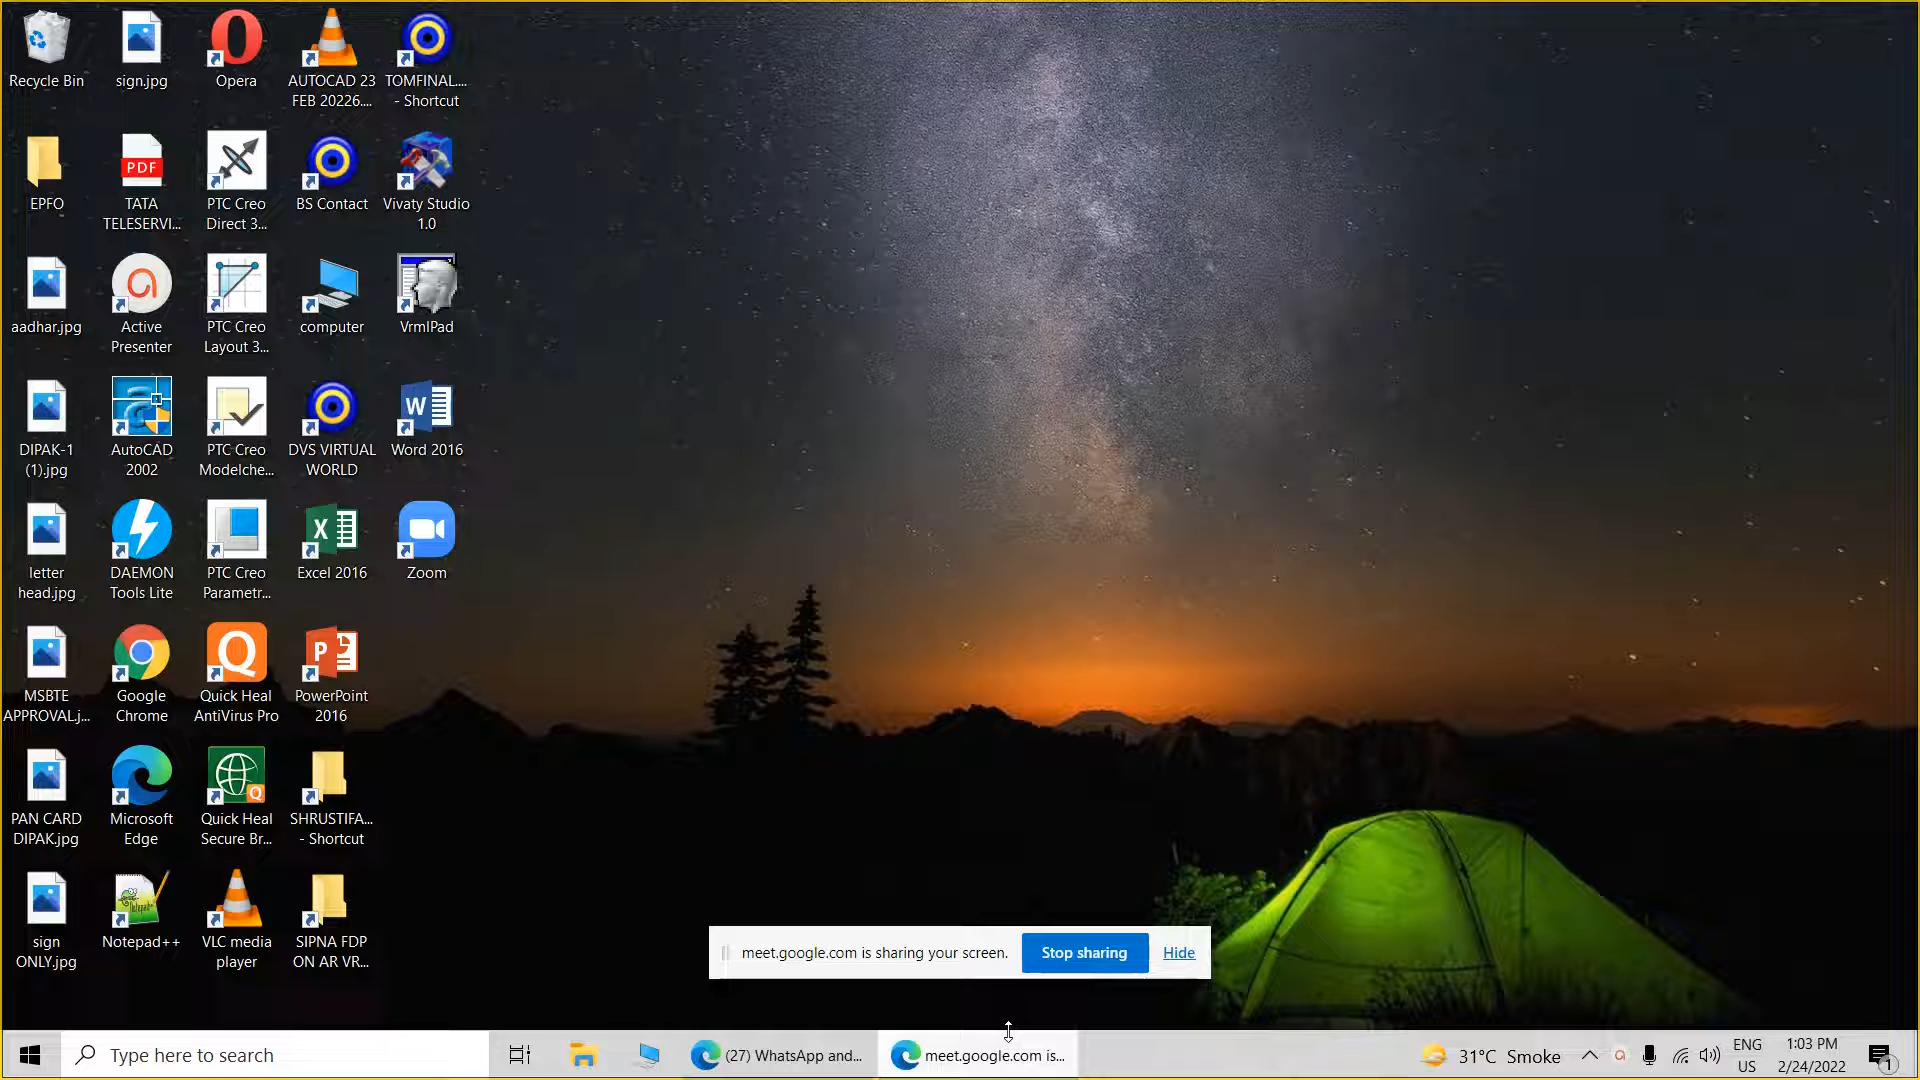 Recycle Bin
sign.jpg
Opera
AUTOCAD 23
FEB 20226....
TOMFINAL....
- Shortcut
EPFO
PDF
TATA
TELESERVI...
PTC Creo
Direct 3...
BS Contact
Vivaty Studio
1.0
aadhar.jpg
Active
Presenter
PTC Creo
Layout 3...
computer
VrmlPad
DIPAK-1
(1).jpg
AutoCAD
2002
PTC Creo
Modelche...
DVS VIRTUAL
WORLD
Word 2016
letter
head.jpg
DAEMON
Tools Lite
PTC Creo
Parametr...
Excel 2016
Zoom
MSBTE
APPROVAL.j...
Google
Chrome
Quick Heal
AntiVirus Pro
PowerPoint
2016
PAN CARD
DIPAK.jpg
Microsoft
Edge
Quick Heal
Secure Br...
SHRUSTIFA...
- Shortcut
sign
ONLY.jpg
Notepad++
VLC media
player
SIPNA FDP
ON AR VR...
meet.google.com is sharing your screen.
Stop sharing
Hide
Type here to search
(27) WhatsApp and...
meet.google.com is...
31°C Smoke
ENG
US
1:03 PM
2/24/2022
1